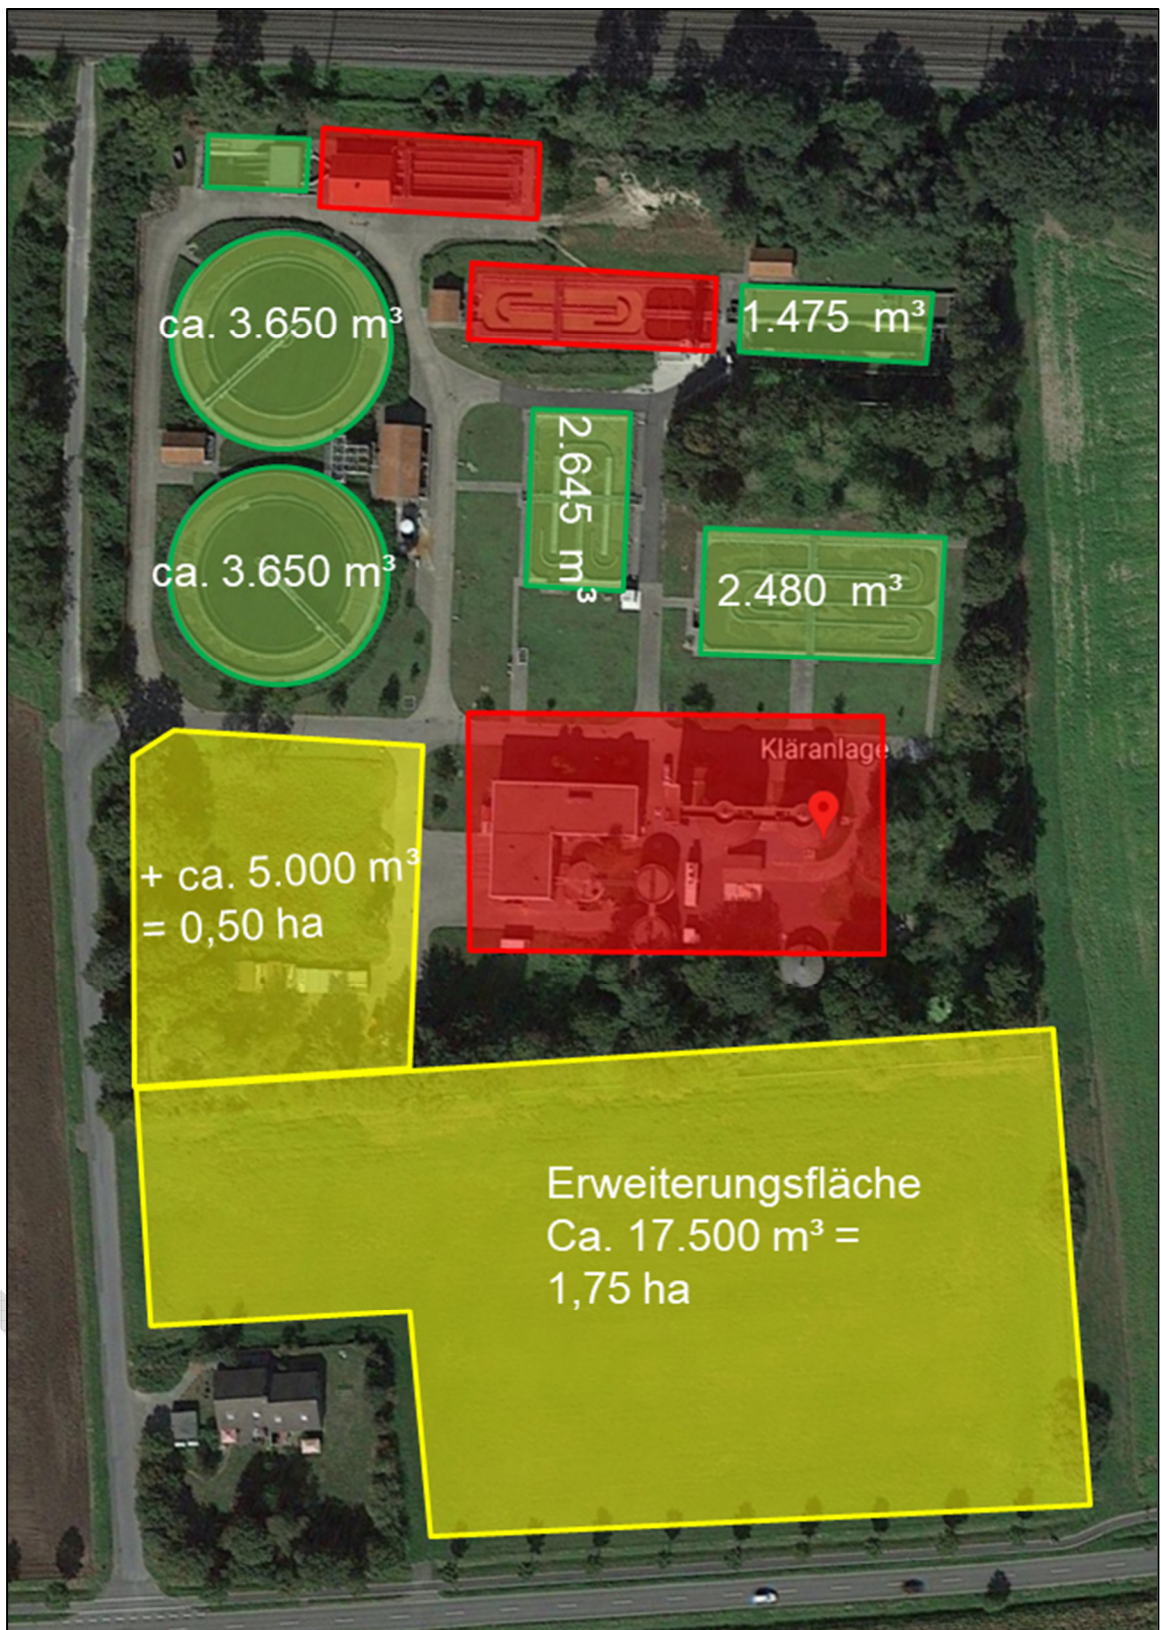 ca. 3.650 m³
1.475 m³
2.645 m³
ca. 3.650 m³
2.480 m³
Kläranlage
+ ca. 5.000 m³
= 0,50 ha
Erweiterungsfläche
Ca. 17.500 m³ =
1,75 ha